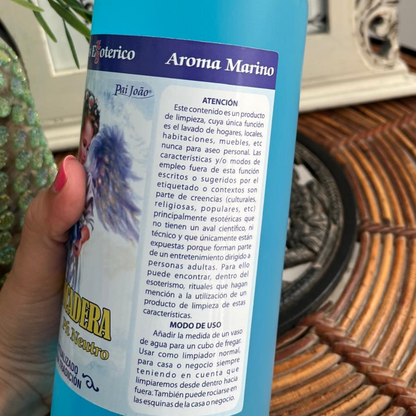 Esoterico
Aroma Marino
Pai João
ATENCIÓN
Este contenido es un producto
de limpieza, cuya única función
es el lavado de hogares, locales,
habitaciones, muebles, etc
nunca para aseo personal. Las
características y/o modos de
empleo fuera de esta función
escritos o sugeridos por el
etiquetado o contextos son
parte de creencias (culturales,
religiosas, populares, etc)
principalmente esotéricas que
no tienen un aval científico, ni
técnico y que únicamente están
expuestas porque forman parte
de un entretenimiento dirigido a
personas adultas. Para ello
puede encontrar, dentro del
esoterismo, rituales que hagan
mención a la utilización de un
producto de limpieza de estas
características.
MODO DE USO
Añadir la medida de un vaso
de agua para un cubo de fregar.
Usar como limpiador normal,
para casa o negocio siempre
teniendo en cuenta que
limpiaremos desde dentro hacia
fuera. También puede rociarse en
las esquinas de la casa o negocio.
Neutro